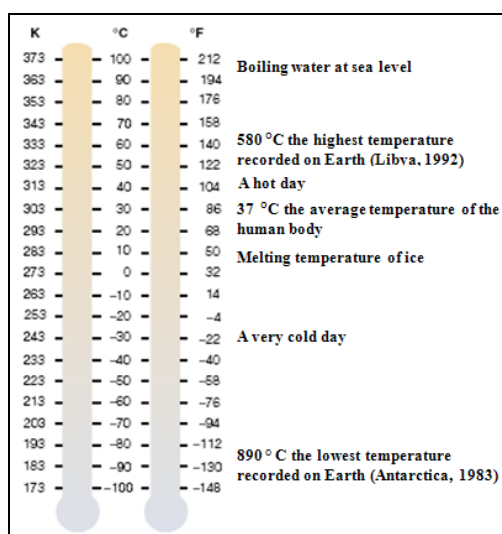 K °C °F
373 100 212 Boiling water at sea level
363 90 194
353 80 176
343 70 158
333 60 140 580 °C the highest temperature
323 50 122 recorded on Earth (Libva, 1992)
313 40 104 A hot day
303 30 86 37 °C the average temperature of the
293 20 68 human body
283 10 50 Melting temperature of ice
273 0 32
263 –10 14
253 –20 –4
243 –30 –22 A very cold day
233 –40 –40
223 –50 –58
213 –60 –76
203 –70 –94
193 –80 –112 890 °C the lowest temperature
183 –90 –130 recorded on Earth (Antarctica, 1983)
173 –100 –148